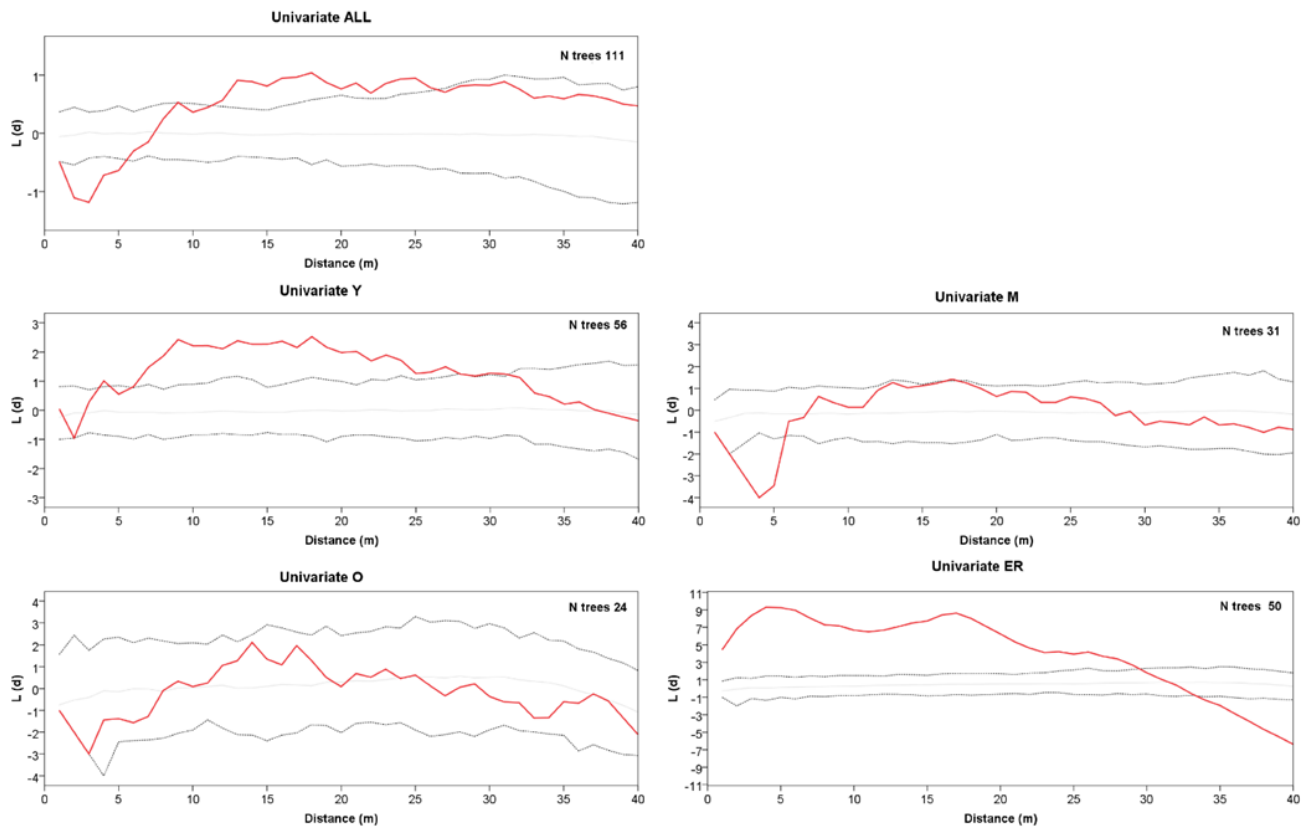 Univariate ALL
N trees 111
L (d)
1
0
-1
0 5 10 15 20 25 30 35 40
Distance (m)
Univariate Y
N trees 56
L (d)
3
2
1
0
-1
-2
-3
0 5 10 15 20 25 30 35 40
Distance (m)
Univariate M
N trees 31
L (d)
4
3
2
1
0
-1
-2
-3
-4
0 5 10 15 20 25 30 35 40
Distance (m)
Univariate O
N trees 24
L (d)
4
3
2
1
0
-1
-2
-3
-4
0 5 10 15 20 25 30 35 40
Distance (m)
Univariate ER
N trees 50
L (d)
11
9
7
5
3
1
-1
-3
-5
-7
-9
-11
0 5 10 15 20 25 30 35 40
Distance (m)